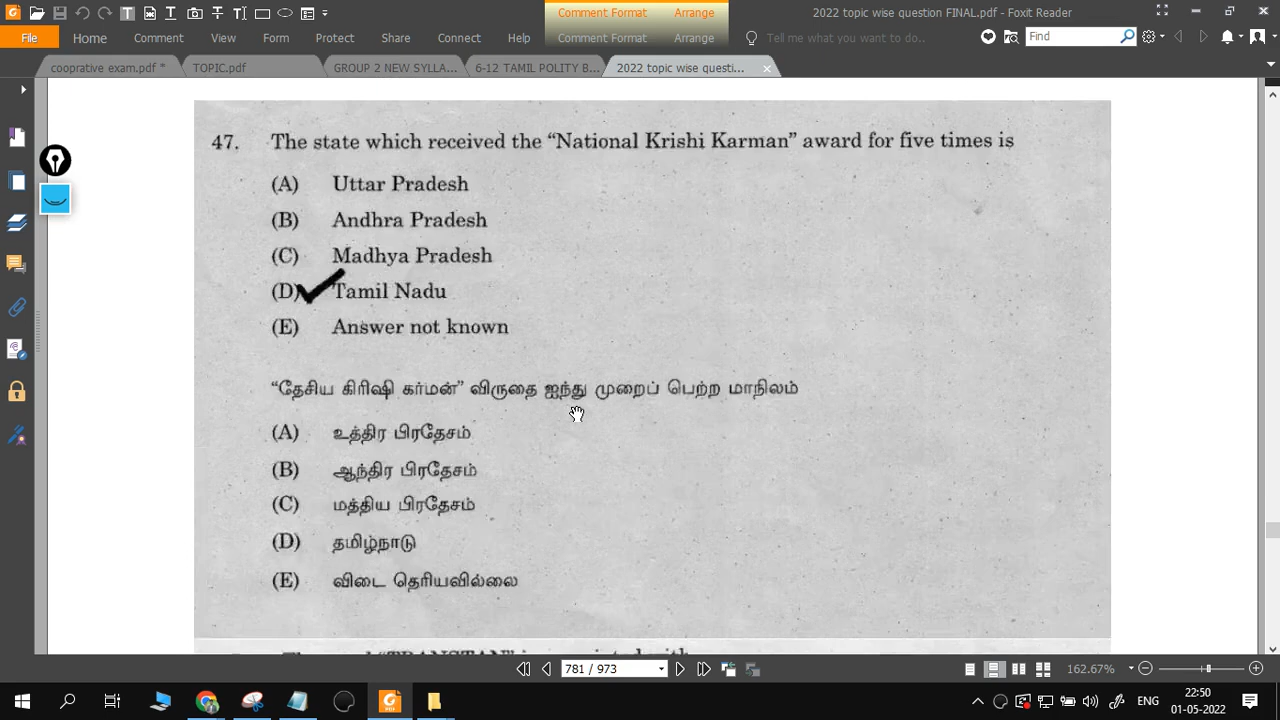 Comment Format Arrange
2022 topic wise question FINAL.pdf - Foxit Reader
File Home Comment View Form Protect Share Connect Help Comment Format Arrange Tell me what you want to do.. Find
cooprative exam.pdf * TOPIC.pdf GROUP 2 NEW SYLLA... 6-12 TAMIL POLITY B... 2022 topic wise questi...
47. The state which received the “National Krishi Karman” award for five times is
(A) Uttar Pradesh
(B) Andhra Pradesh
(C) Madhya Pradesh
(D) Tamil Nadu
(E) Answer not known
“தேசிய கிரிஷி கர்மன்” விருதை ஐந்து முறைப் பெற்ற மாநிலம்
(A) உத்திர பிரதேசம்
(B) ஆந்திர பிரதேசம்
(C) மத்திய பிரதேசம்
(D) தமிழ்நாடு
(E) விடை தெரியவில்லை
781 / 973 162.67%
ENG 22:50
01-05-2022